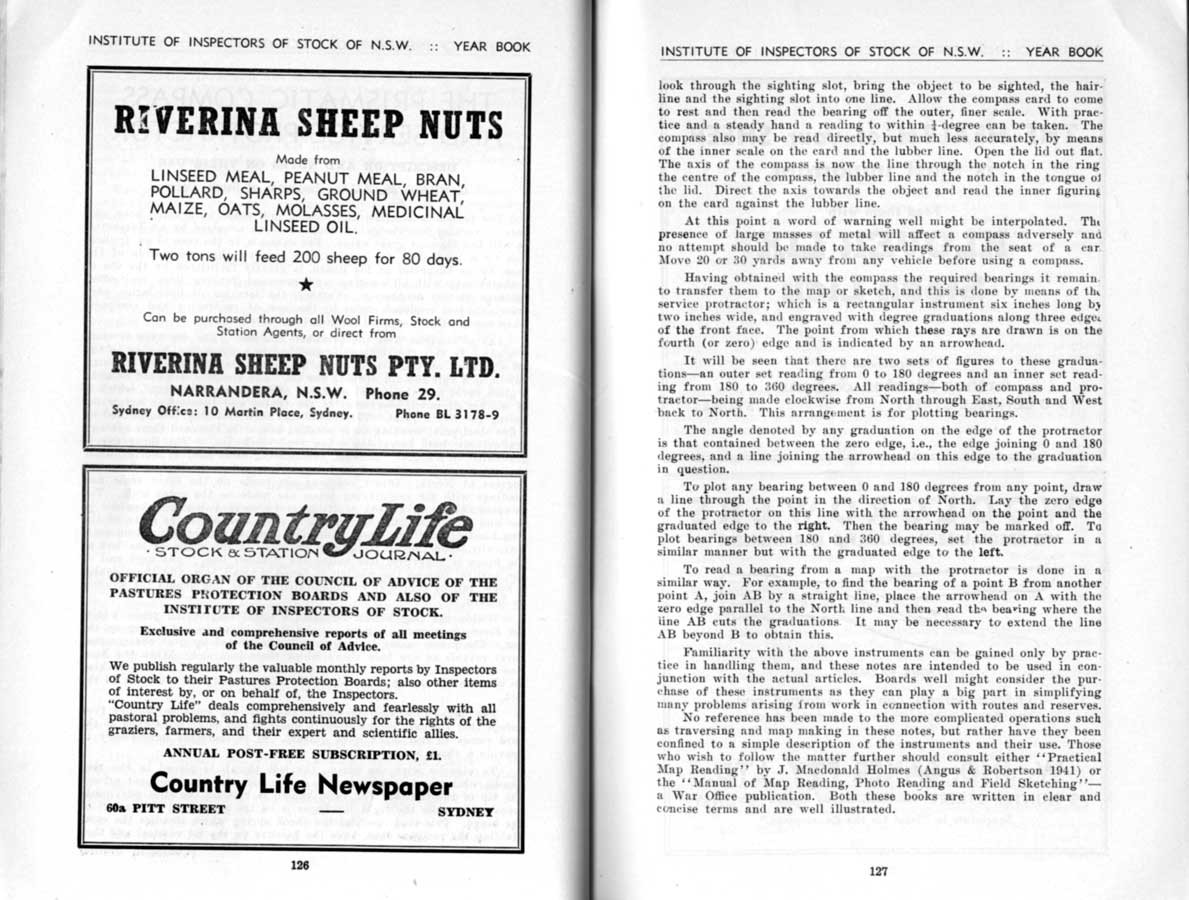 INSTITUTE OF INSPECTORS OF STOCK OF N.S.W. :: YEAR BOOK
RIVERINA SHEEP NUTS
Made from
LINSEED MEAL, PEANUT MEAL, BRAN,
POLLARD, SHARPS, GROUND WHEAT,
MAIZE, OATS, MOLASSES, MEDICINAL
LINSEED OIL.
Two tons will feed 200 sheep for 80 days.
★
Can be purchased through all Wool Firms, Stock and
Station Agents, or direct from
RIVERINA SHEEP NUTS PTY. LTD.
NARRANDERA, N.S.W. Phone 29.
Sydney Office: 10 Martin Place, Sydney. Phone BL 3178-9
Country Life
· STOCK & STATION JOURNAL ·
OFFICIAL ORGAN OF THE COUNCIL OF ADVICE OF THE
PASTURES PROTECTION BOARDS AND ALSO OF THE
INSTITUTE OF INSPECTORS OF STOCK.
Exclusive and comprehensive reports of all meetings
of the Council of Advice.
We publish regularly the valuable monthly reports by Inspectors
of Stock to their Pastures Protection Boards; also other items
of interest by, or on behalf of, the Inspectors.
"Country Life" deals comprehensively and fearlessly with all
pastoral problems, and fights continuously for the rights of the
graziers, farmers, and their expert and scientific allies.
ANNUAL POST-FREE SUBSCRIPTION, £1.
Country Life Newspaper
60a PITT STREET — SYDNEY
126
INSTITUTE OF INSPECTORS OF STOCK OF N.S.W. :: YEAR BOOK
look through the sighting slot, bring the object to be sighted, the hair-
line and the sighting slot into one line. Allow the compass card to come
to rest and then read the bearing off the outer, finer scale. With prac-
tice and a steady hand a reading to within ½-degree can be taken. The
compass also may be read directly, but much less accurately, by means
of the inner scale on the card and the lubber line. Open the lid out flat.
The axis of the compass is now the line through the notch in the ring
the centre of the compass, the lubber line and the notch in the tongue of
the lid. Direct the axis towards the object and read the inner figuring
on the card against the lubber line.
At this point a word of warning well might be interpolated. The
presence of large masses of metal will affect a compass adversely and
no attempt should be made to take readings from the seat of a car.
Move 20 or 30 yards away from any vehicle before using a compass.
Having obtained with the compass the required bearings it remain.
to transfer them to the map or sketch, and this is done by means of the
service protractor; which is a rectangular instrument six inches long by
two inches wide, and engraved with degree graduations along three edges
of the front face. The point from which these rays are drawn is on the
fourth (or zero) edge and is indicated by an arrowhead.
It will be seen that there are two sets of figures to these gradua-
tions—an outer set reading from 0 to 180 degrees and an inner set read-
ing from 180 to 360 degrees. All readings—both of compass and pro-
tractor—being made clockwise from North through East, South and West
back to North. This arrangement is for plotting bearings.
The angle denoted by any graduation on the edge of the protractor
is that contained between the zero edge, i.e., the edge joining 0 and 180
degrees, and a line joining the arrowhead on this edge to the graduation
in question.
To plot any bearing between 0 and 180 degrees from any point, draw
a line through the point in the direction of North. Lay the zero edge
of the protractor on this line with the arrowhead on the point and the
graduated edge to the right. Then the bearing may be marked off. To
plot bearings between 180 and 360 degrees, set the protractor in a
similar manner but with the graduated edge to the left.
To read a bearing from a map with the protractor is done in a
similar way. For example, to find the bearing of a point B from another
point A, join AB by a straight line, place the arrowhead on A with the
zero edge parallel to the North line and then read the bearing where the
line AB cuts the graduations. It may be necessary to extend the line
AB beyond B to obtain this.
Familiarity with the above instruments can be gained only by prac-
tice in handling them, and these notes are intended to be used in con-
junction with the actual articles. Boards well might consider the pur-
chase of these instruments as they can play a big part in simplifying
many problems arising from work in connection with routes and reserves.
No reference has been made to the more complicated operations such
as traversing and map making in these notes, but rather have they been
confined to a simple description of the instruments and their use. Those
who wish to follow the matter further should consult either "Practical
Map Reading" by J. Macdonald Holmes (Angus & Robertson 1941) or
the "Manual of Map Reading, Photo Reading and Field Sketching"—
a War Office publication. Both these books are written in clear and
concise terms and are well illustrated.
127